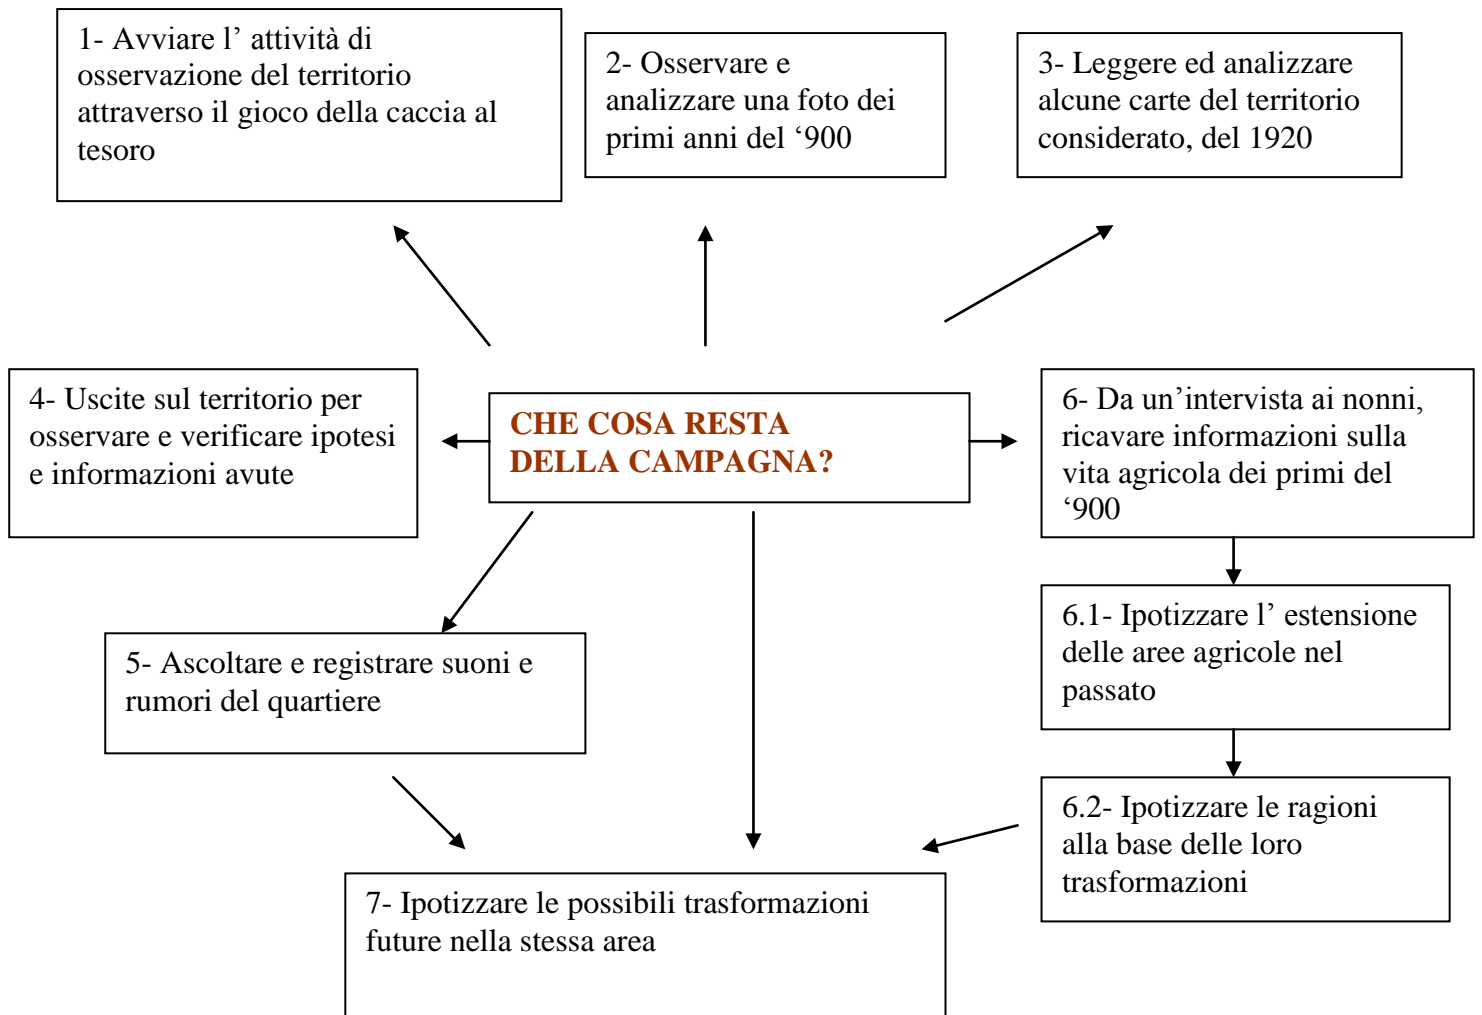 1- Avviare l’ attività di
osservazione del territorio
attraverso il gioco della caccia al
tesoro
2- Osservare e
analizzare una foto dei
primi anni del ‘900
3- Leggere ed analizzare
alcune carte del territorio
considerato, del 1920
4- Uscite sul territorio per
osservare e verificare ipotesi
e informazioni avute
CHE COSA RESTA
DELLA CAMPAGNA?
6- Da un’intervista ai nonni,
ricavare informazioni sulla
vita agricola dei primi del
‘900
5- Ascoltare e registrare suoni e
rumori del quartiere
6.1- Ipotizzare l’ estensione
delle aree agricole nel
passato
6.2- Ipotizzare le ragioni
alla base delle loro
trasformazioni
7- Ipotizzare le possibili trasformazioni
future nella stessa area